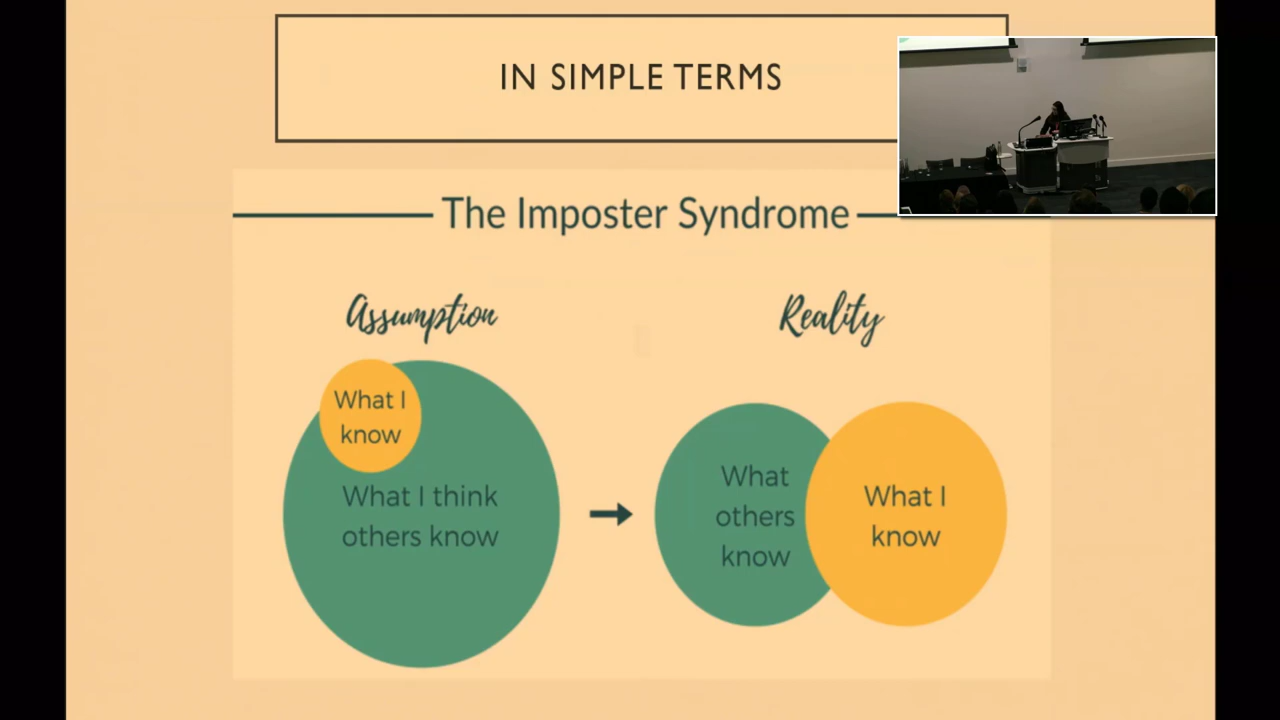 IN SIMPLE TERMS
The Imposter Syndrome
Assumption
Reality
What I
know
What I think
others know
What
others
know
What I
know